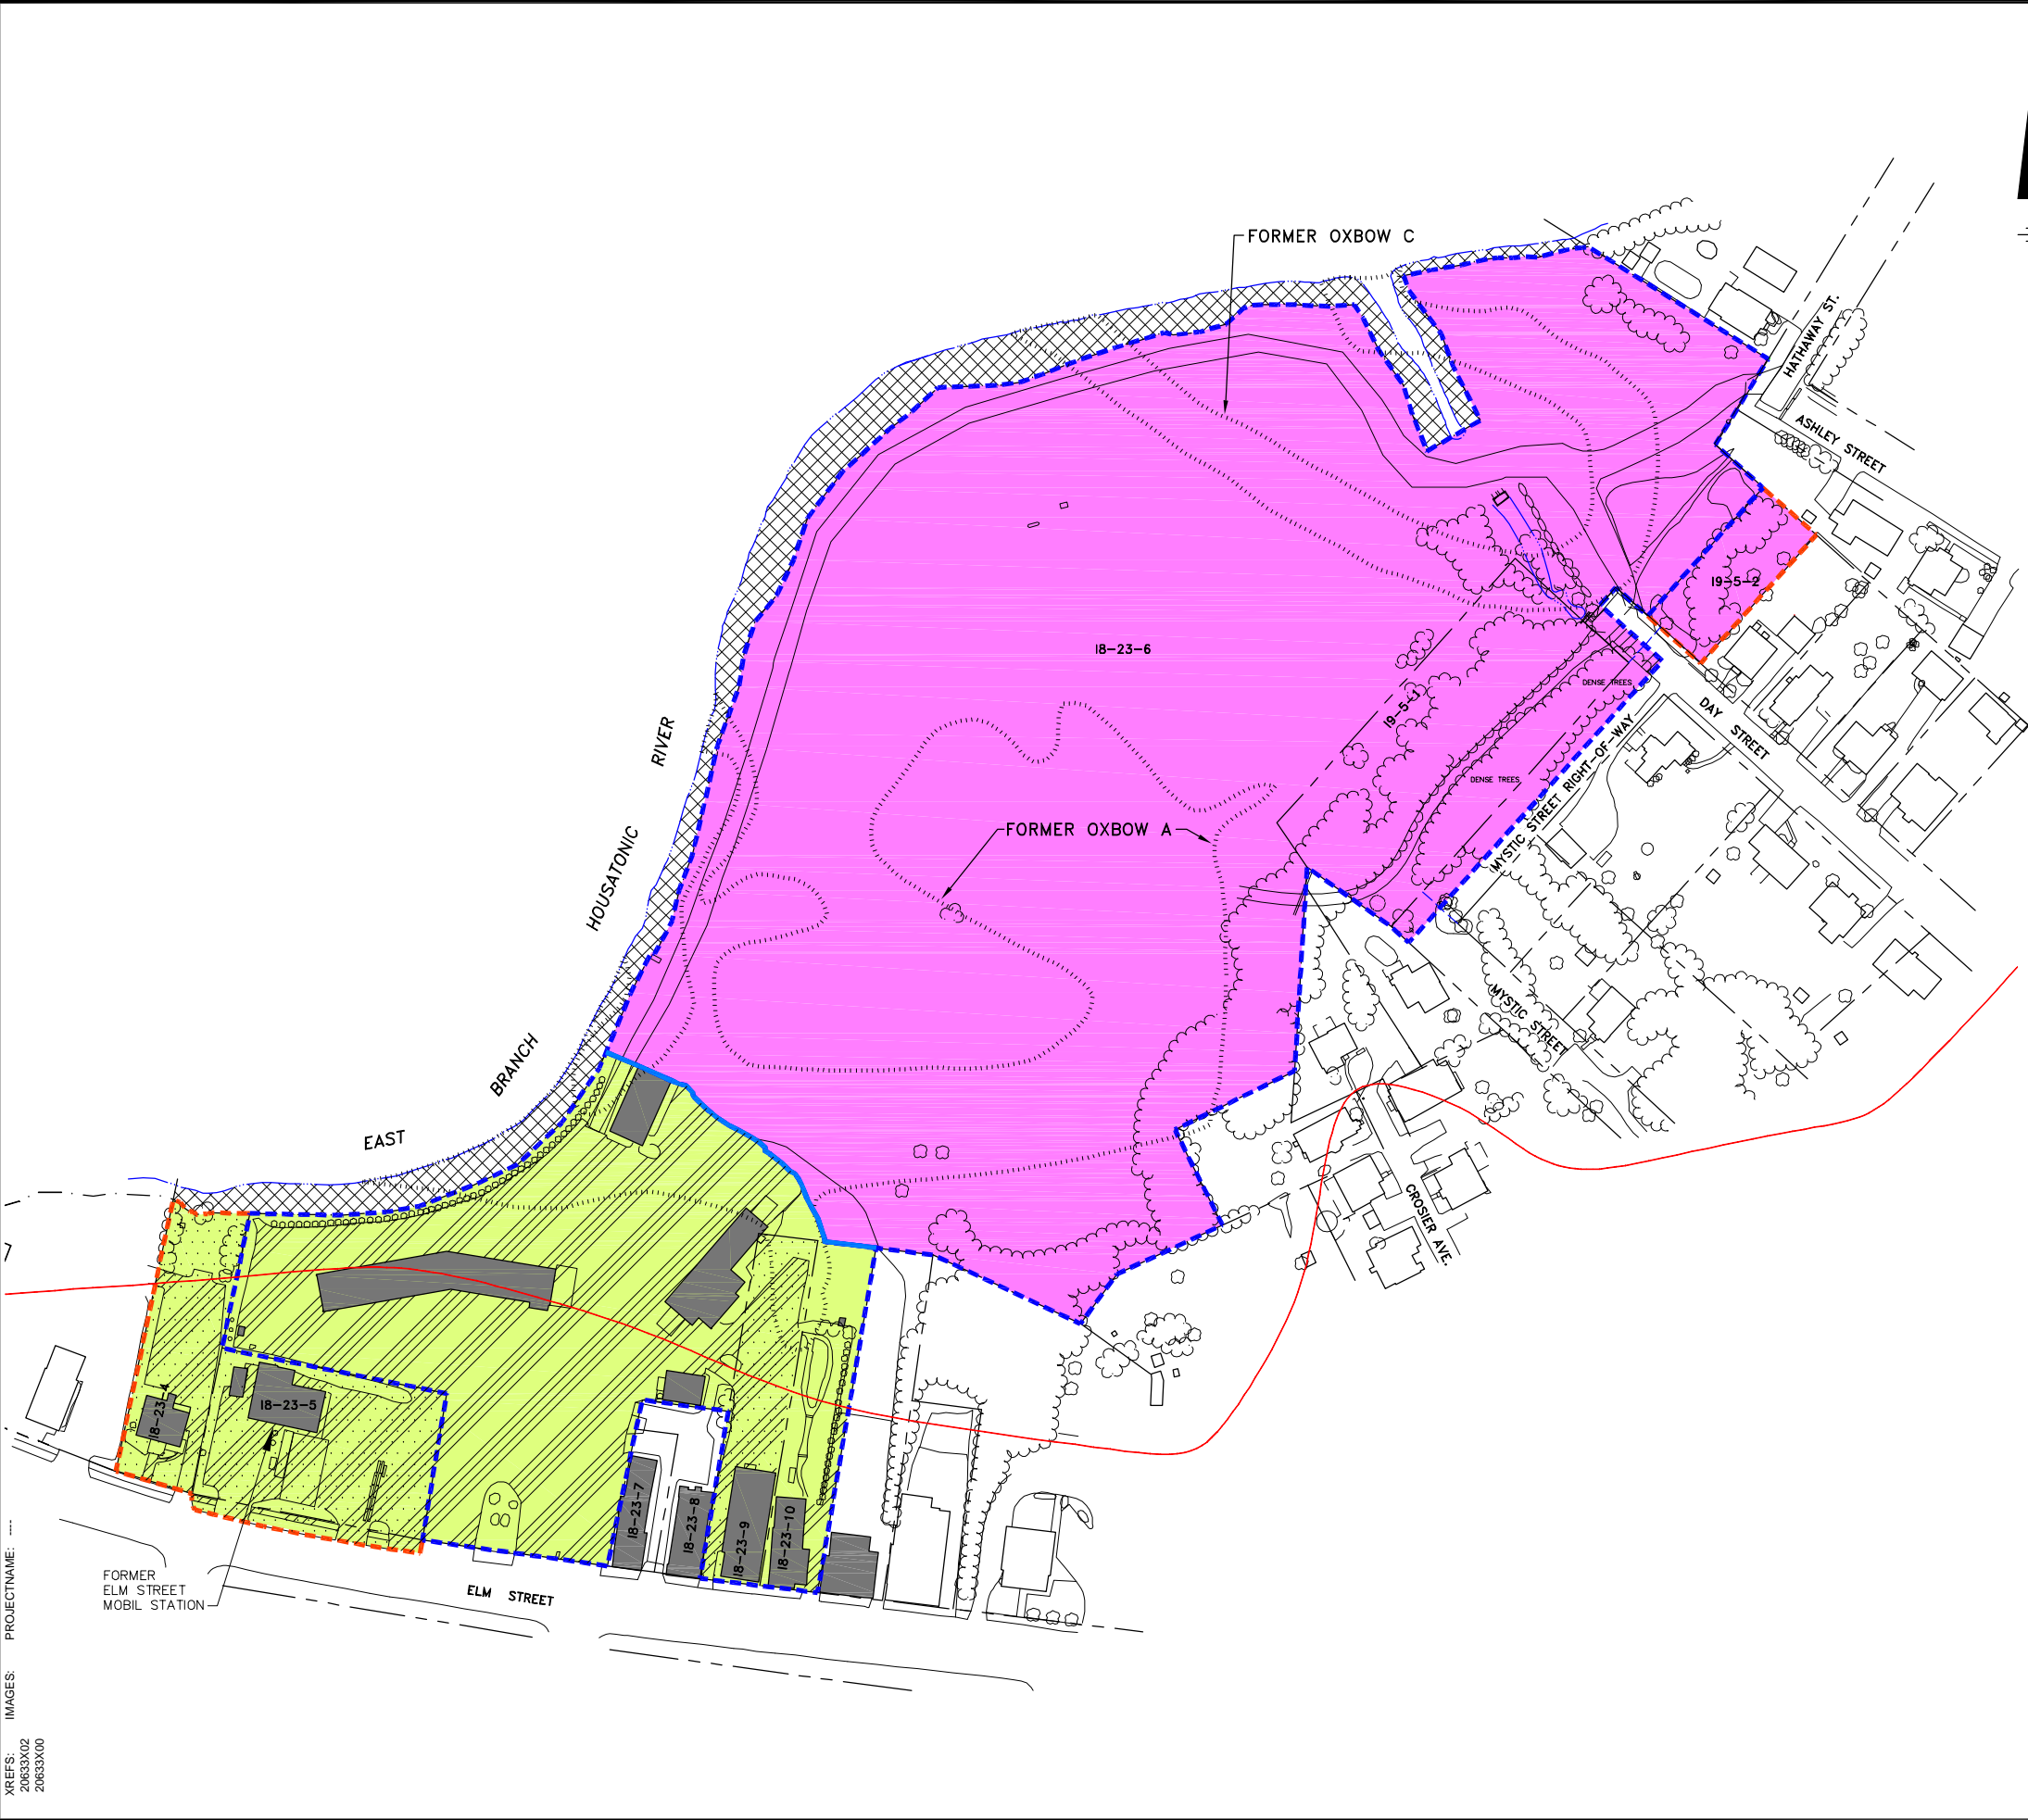 FORMER OXBOW C
HATHAWAY ST.
ASHLEY STREET
19-5-2
18-23-6
19-5-1
DENSE TREES
DAY STREET
DENSE TREES
MYSTIC STREET RIGHT-OF-WAY
FORMER OXBOW A
MYSTIC STREET
CROSIER AVE.
EAST BRANCH HOUSATONIC RIVER
18-23-4
18-23-5
18-23-7
18-23-8
18-23-9
18-23-10
FORMER
ELM STREET
MOBIL STATION
ELM STREET
XREFS: IMAGES: PROJECTNAME: ----
20633X02
20633X00